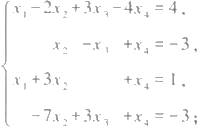 x₁-2x₂+3x₃-4x₄=4,
x₂-x₃+x₄=-3,
x₁+3x₂+x₄=1,
-7x₂+3x₃+x₄=-3;